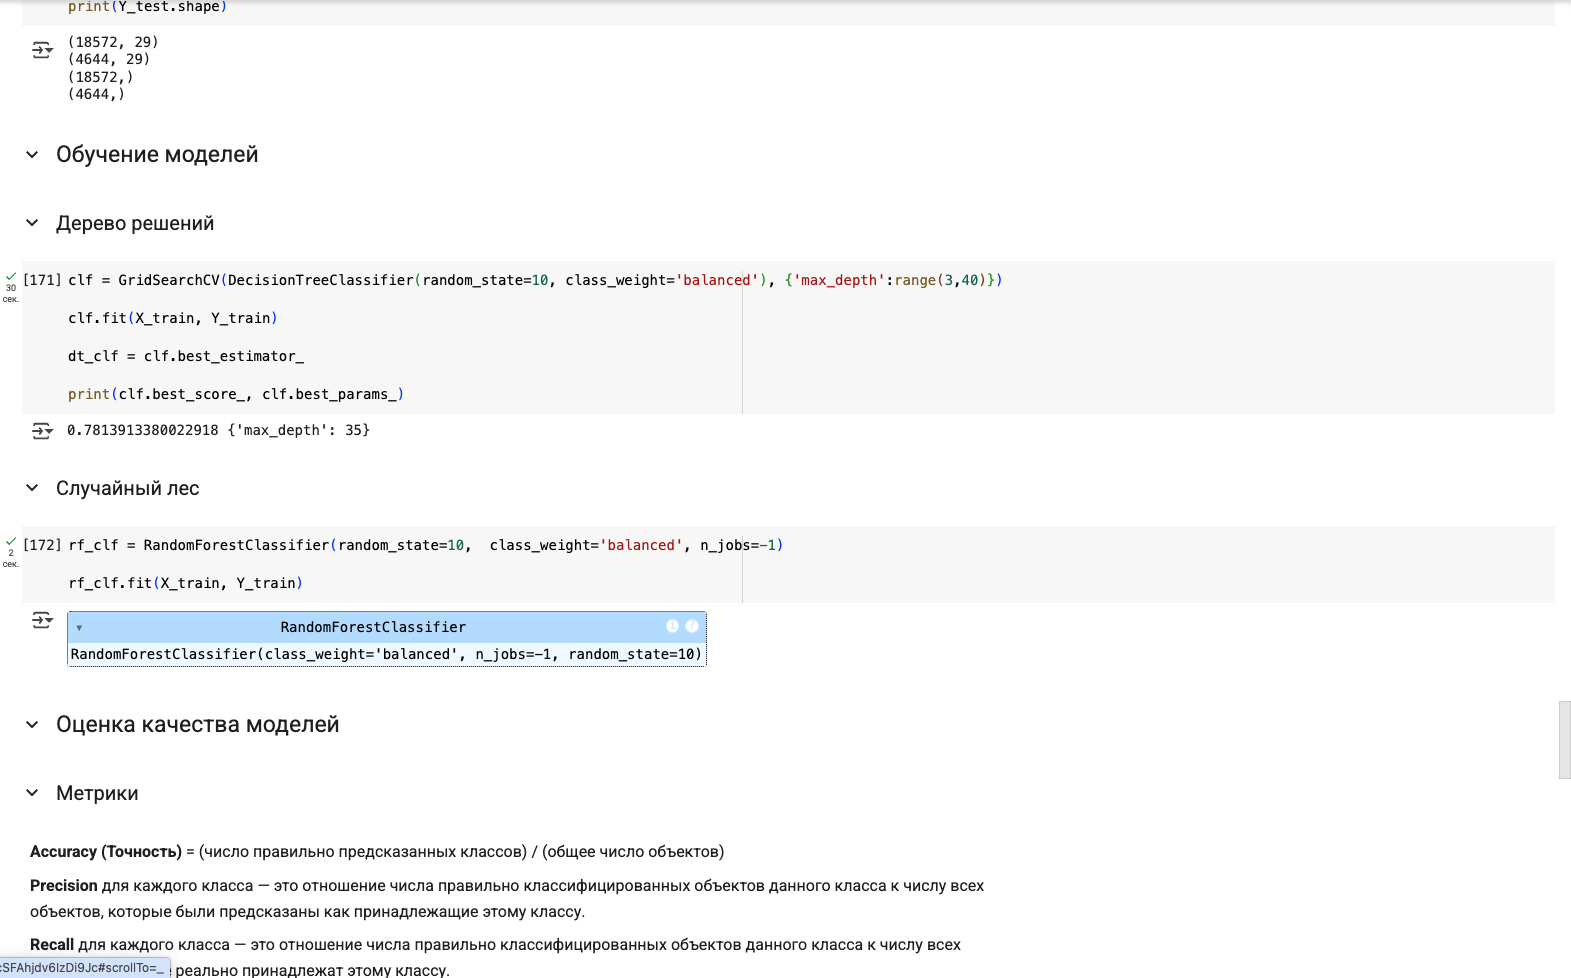 print(Y_test.shape)
(18572, 29)
(4644, 29)
(18572,)
(4644,)
Обучение моделей
Дерево решений
30
сек.
[171] clf = GridSearchCV(DecisionTreeClassifier(random_state=10, class_weight='balanced'), {'max_depth':range(3,40)})
clf.fit(X_train, Y_train)
dt_clf = clf.best_estimator_
print(clf.best_score_, clf.best_params_)
0.7813913380022918 {'max_depth': 35}
Случайный лес
2
сек.
[172] rf_clf = RandomForestClassifier(random_state=10,  class_weight='balanced', n_jobs=-1)
rf_clf.fit(X_train, Y_train)
RandomForestClassifier
RandomForestClassifier(class_weight='balanced', n_jobs=-1, random_state=10)
Оценка качества моделей
Метрики
Accuracy (Точность) = (число правильно предсказанных классов) / (общее число объектов)
Precision для каждого класса — это отношение числа правильно классифицированных объектов данного класса к числу всех
объектов, которые были предсказаны как принадлежащие этому классу.
Recall для каждого класса — это отношение числа правильно классифицированных объектов данного класса к числу всех
реально принадлежат этому классу.